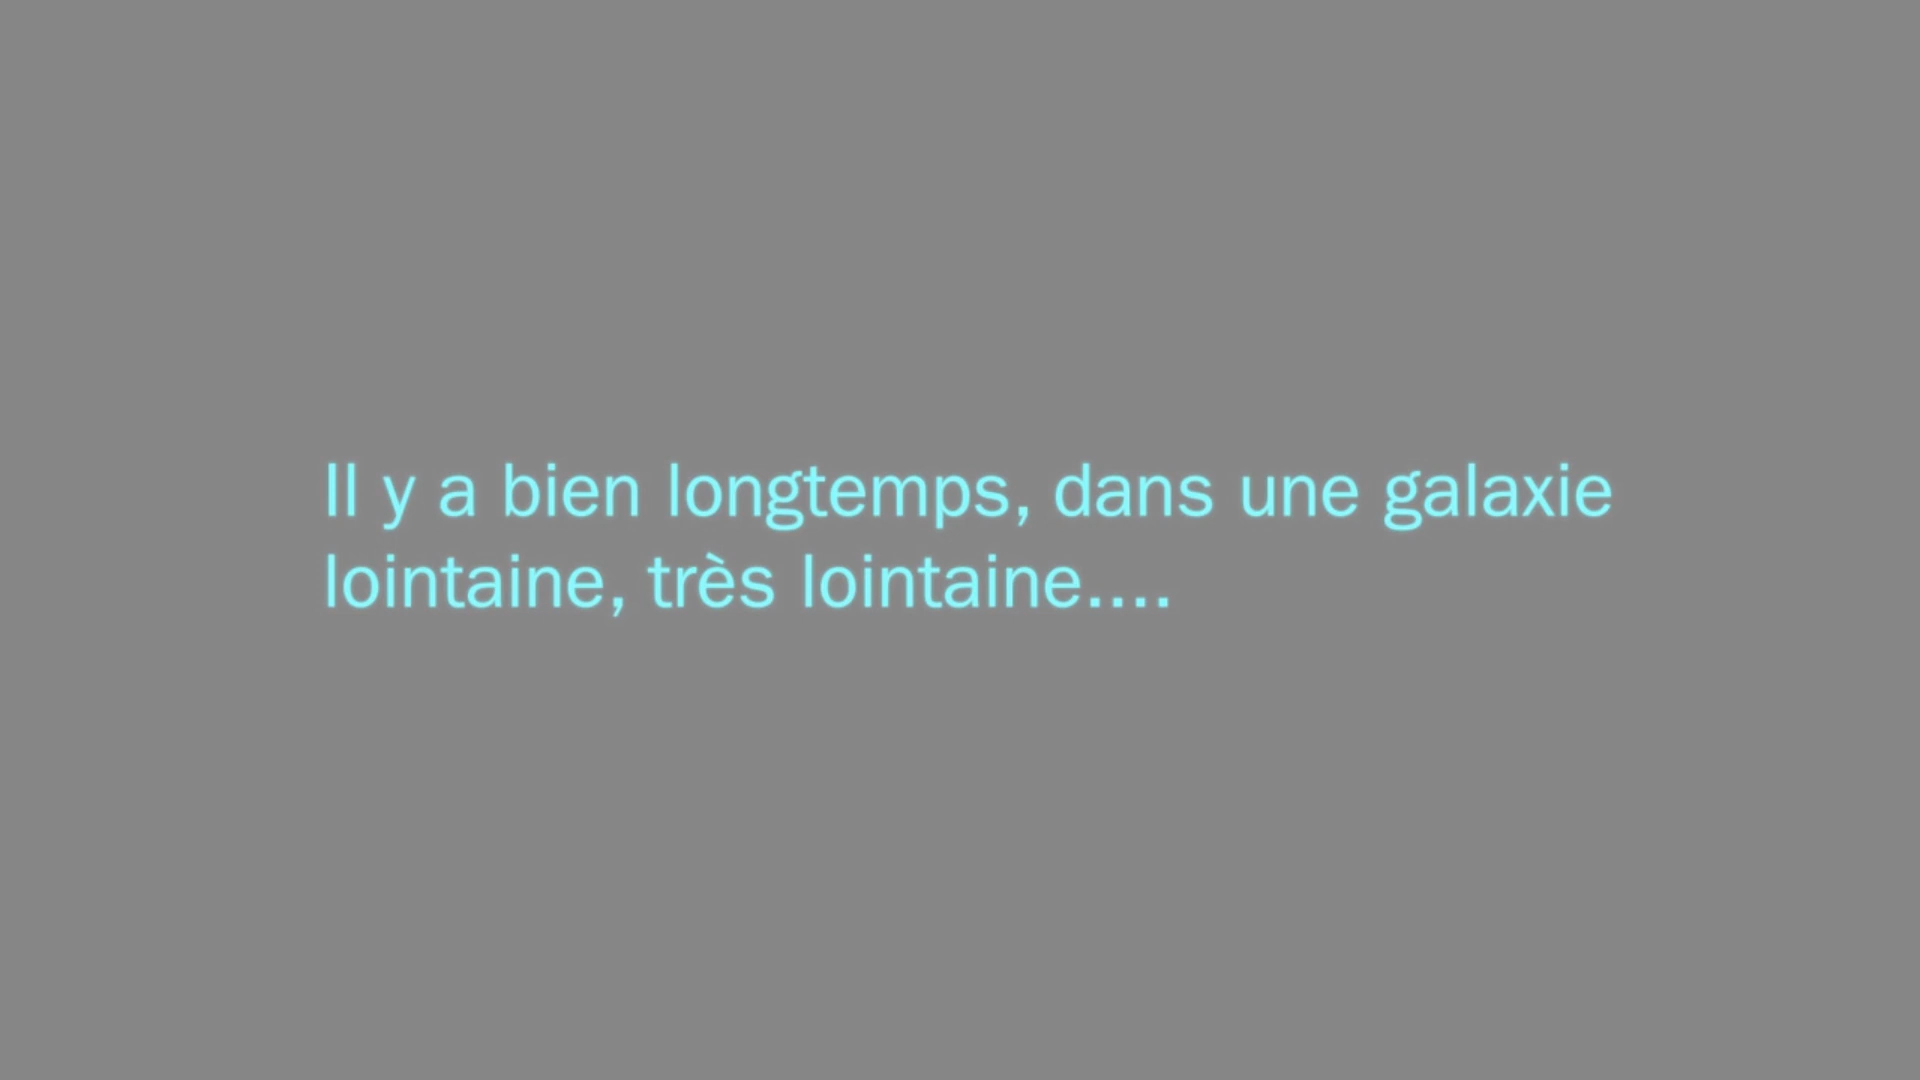 Il y a bien longtemps, dans une galaxie
lointaine, très lointaine....